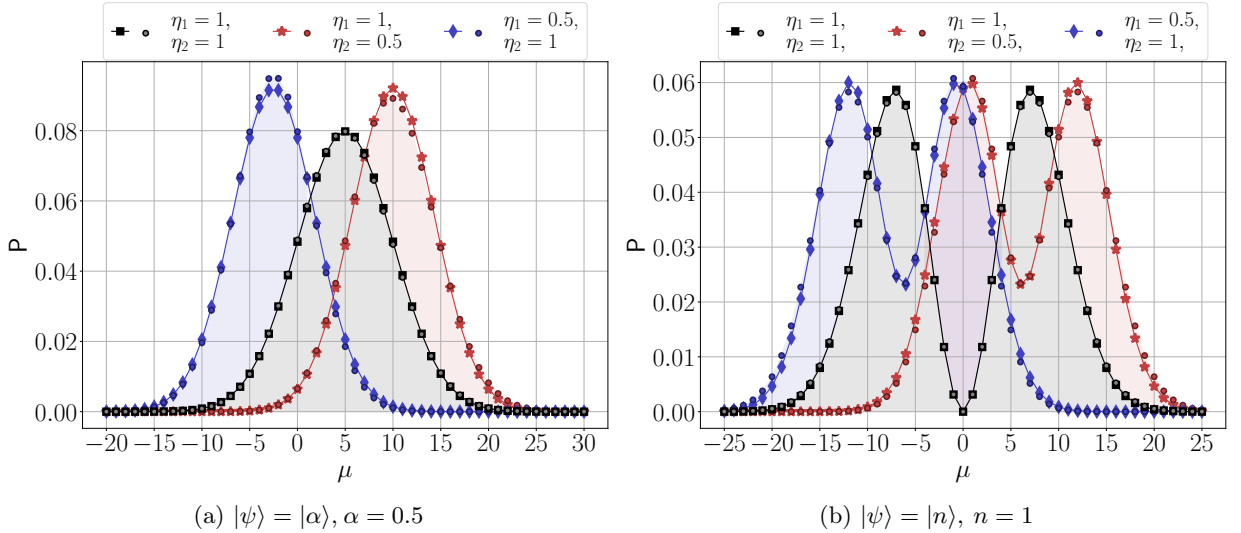 η₁ = 1, η₁ = 1, η₁ = 0.5,
η₂ = 1 η₂ = 0.5 η₂ = 1
0.08
0.06
0.04
0.02
0.00
P
−20 −15 −10 −5 0 5 10 15 20 25 30
μ
(a) |ψ⟩ = |α⟩, α = 0.5
η₁ = 1, η₁ = 1, η₁ = 0.5,
η₂ = 1, η₂ = 0.5, η₂ = 1,
0.06
0.05
0.04
0.03
0.02
0.01
0.00
P
−25 −20 −15 −10 −5 0 5 10 15 20 25
μ
(b) |ψ⟩ = |n⟩, n = 1